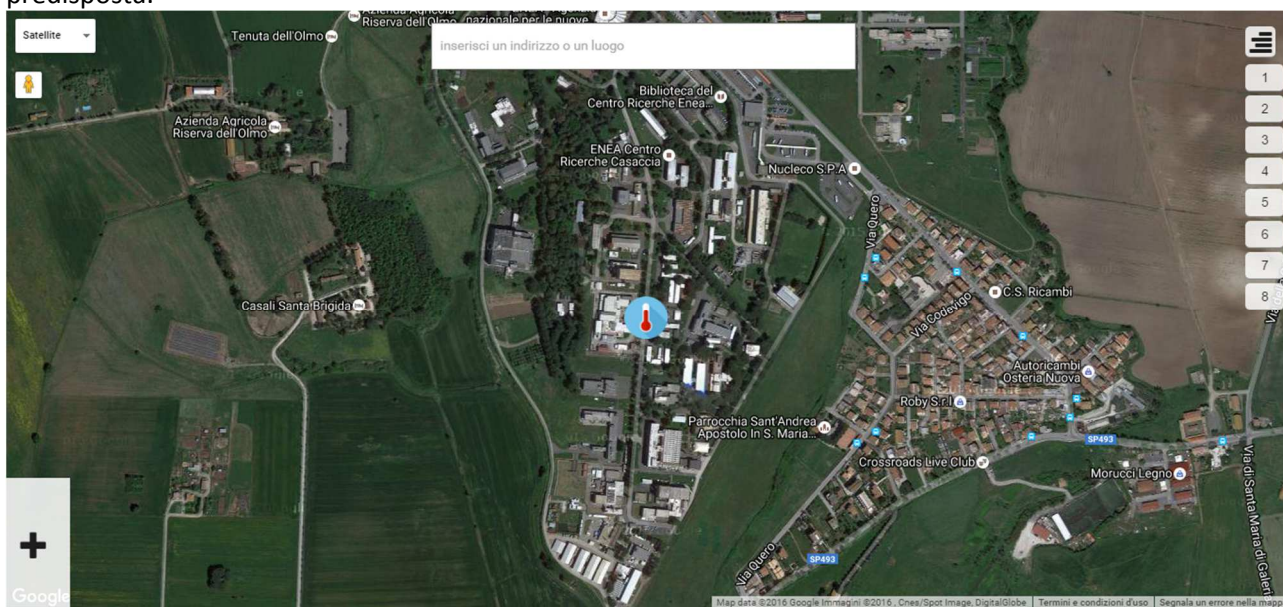 predisposta.
Satellite
Azienda Agricola
Riserva dell'Olmo
nazionale per le nuove
Tenuta dell'Olmo
inserisci un indirizzo o un luogo
1
2
3
4
5
6
7
8
Biblioteca del
Centro Ricerche Enea...
Azienda Agricola
Riserva dell'Olmo
ENEA Centro
Ricerche Casaccia
Nucleco S.P.A
Via Quero
Casali Santa Brigida
C.S. Ricambi
Via Codevigo
Autoricambi
Osteria Nuova
Roby S.r.l
Parrocchia Sant'Andrea
Apostolo In S. Maria...
SP493
Crossroads Live Club
Morucci Legno
Via di Santa Maria di Galeri
Via Quero
SP493
Google
Map data ©2016 Google Immagini ©2016 , Cnes/Spot Image, DigitalGlobe
Termini e condizioni d'uso
Segnala un errore nella mapp